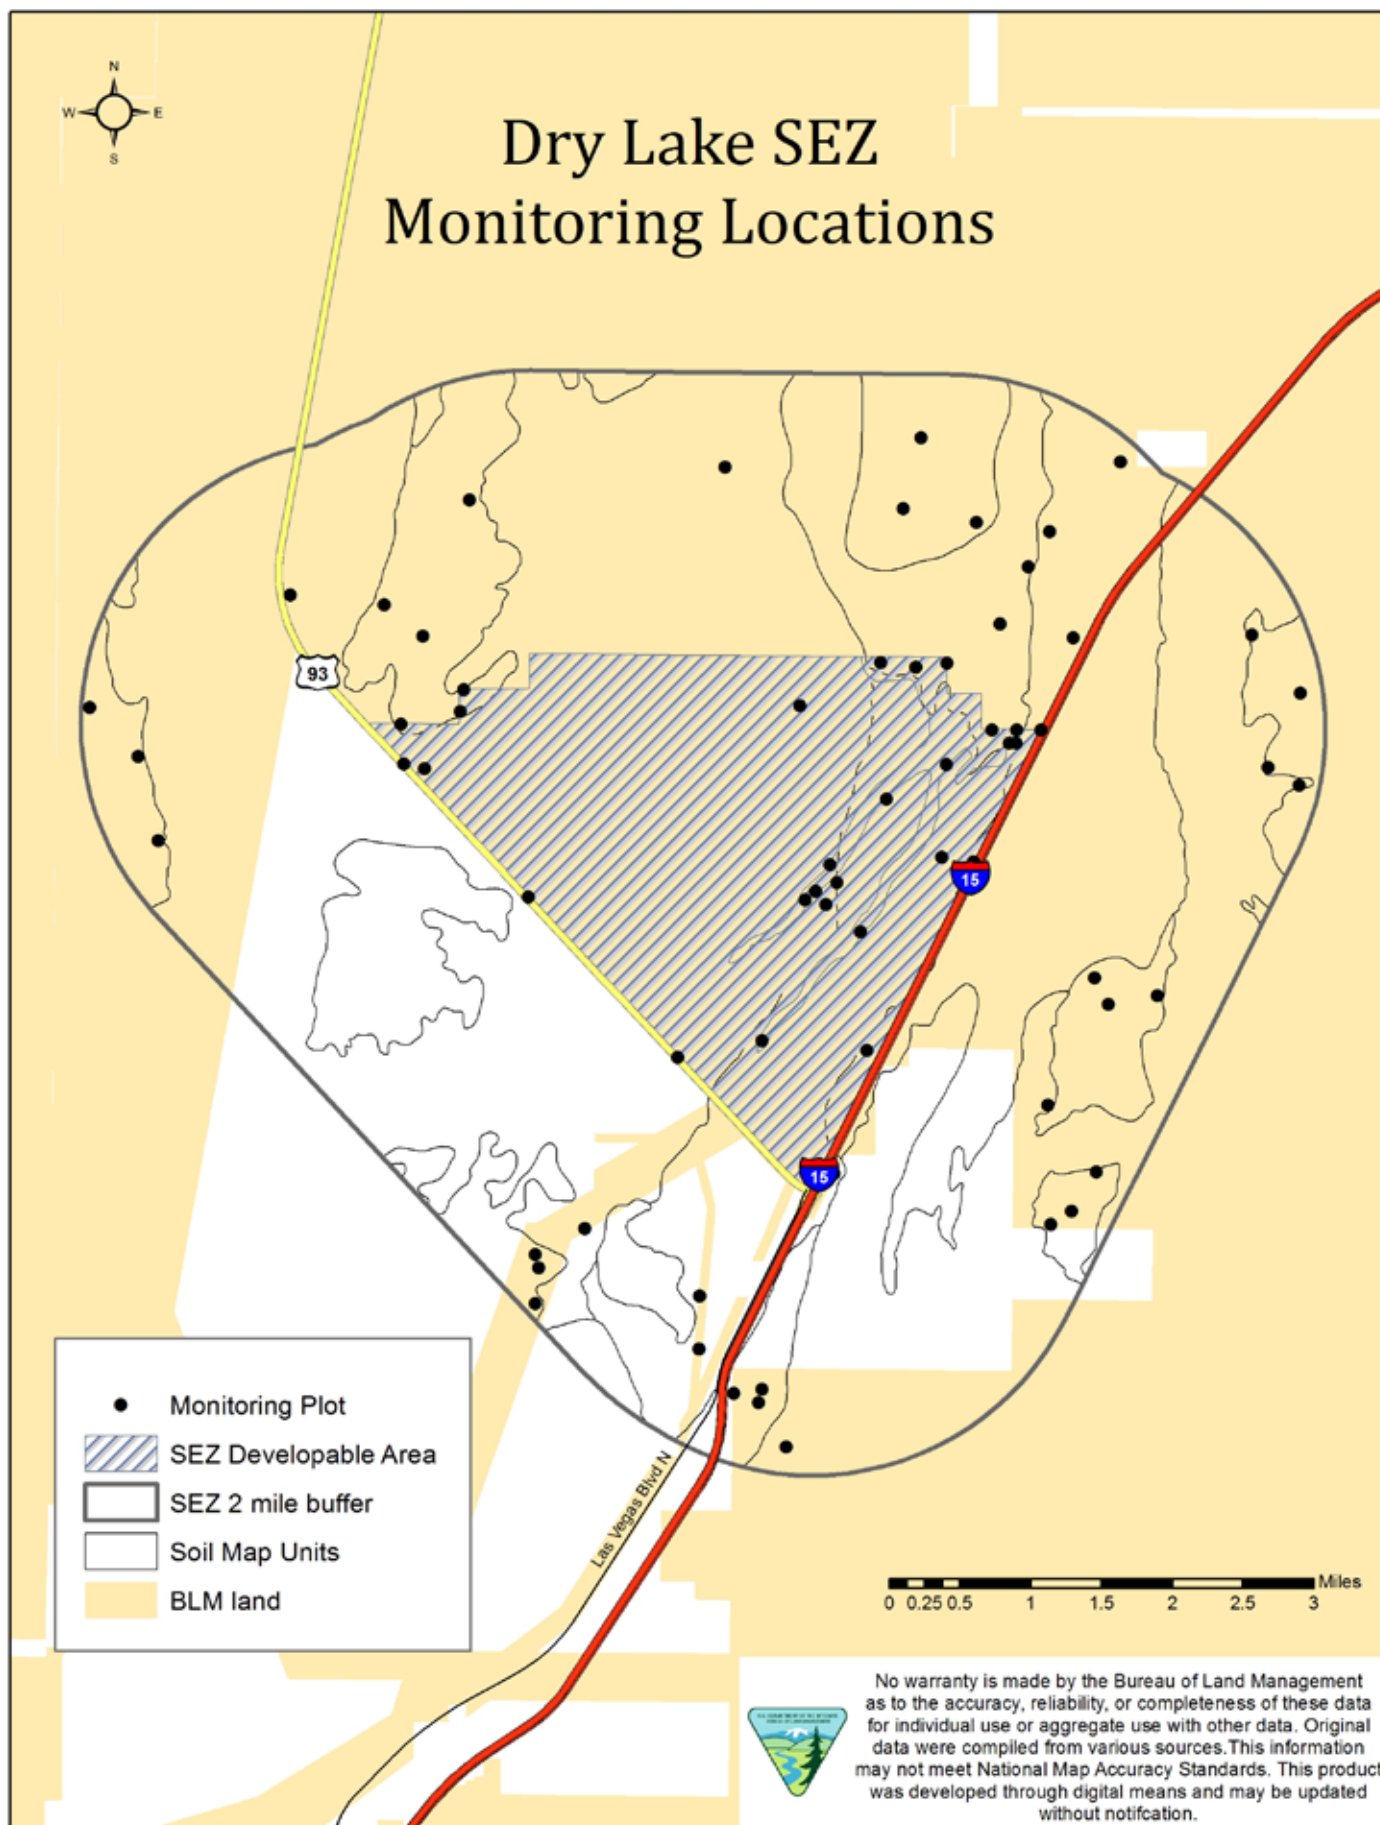 N
W E
S
Dry Lake SEZ
Monitoring Locations
93
15
15
Las Vegas Blvd N
Monitoring Plot
SEZ Developable Area
SEZ 2 mile buffer
Soil Map Units
BLM land
Miles
0 0.25 0.5 1 1.5 2 2.5 3
No warranty is made by the Bureau of Land Management
as to the accuracy, reliability, or completeness of these data
for individual use or aggregate use with other data. Original
data were compiled from various sources.This information
may not meet National Map Accuracy Standards. This product
was developed through digital means and may be updated
without notifcation.